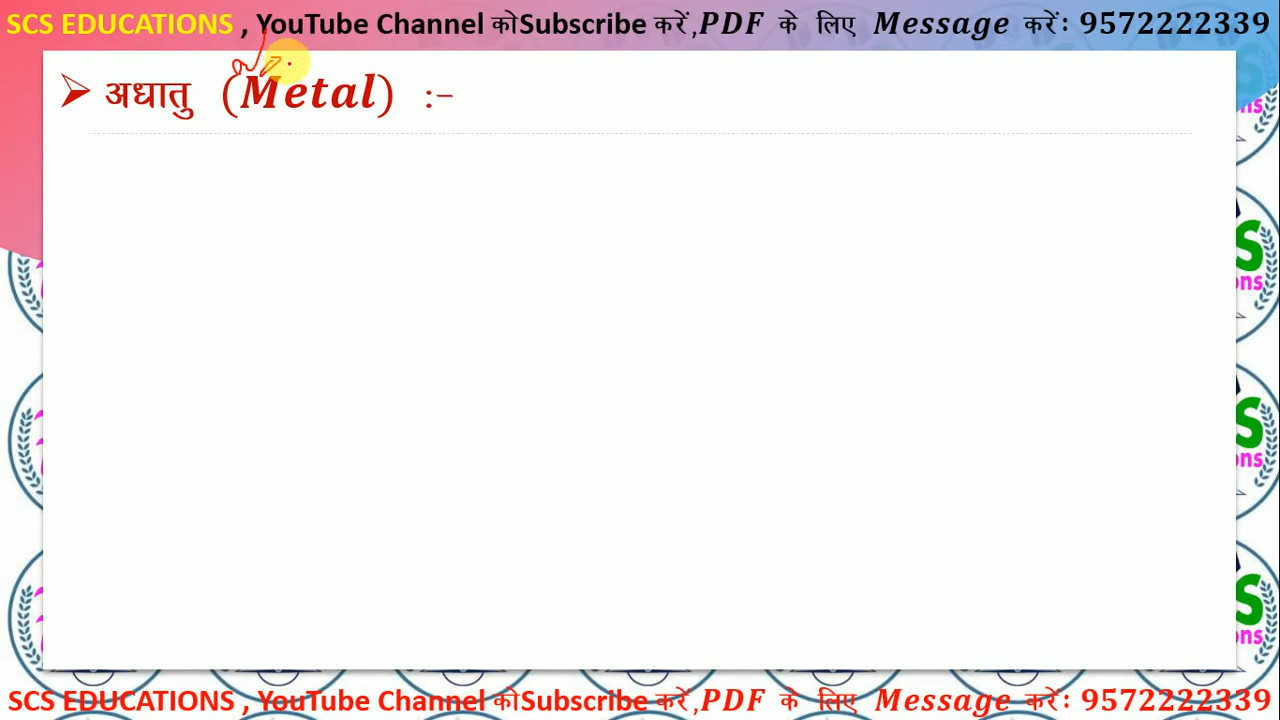 SCS EDUCATIONS , YouTube Channel कोSubscribe करें,PDF के लिए Message करेंः 9572222339
➢ अधातु (Metal) :-
SCS EDUCATIONS , YouTube Channel कोSubscribe करें,PDF के लिए Message करेंः 9572222339